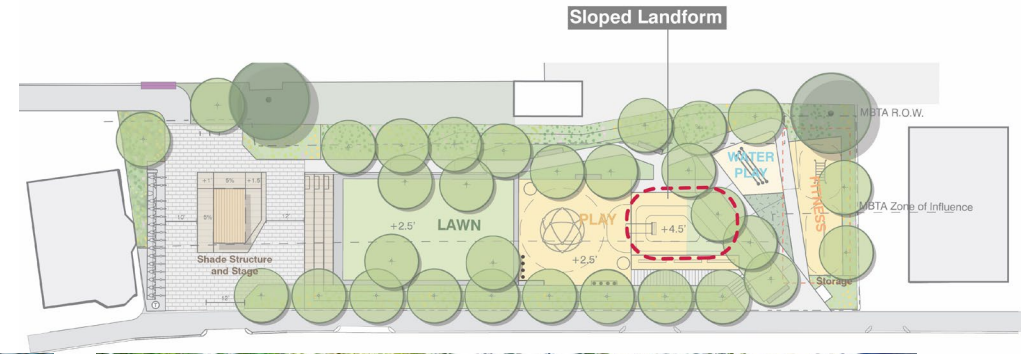 Sloped Landform
MBTA R.O.W.
WATER
PLAY
FITNESS
MBTA Zone of Influence
+1'
5%
+1.5'
5%
10'
12'
+2.5'
LAWN
PLAY
+4.5'
+2.5'
Shade Structure
and Stage
Storage
12'